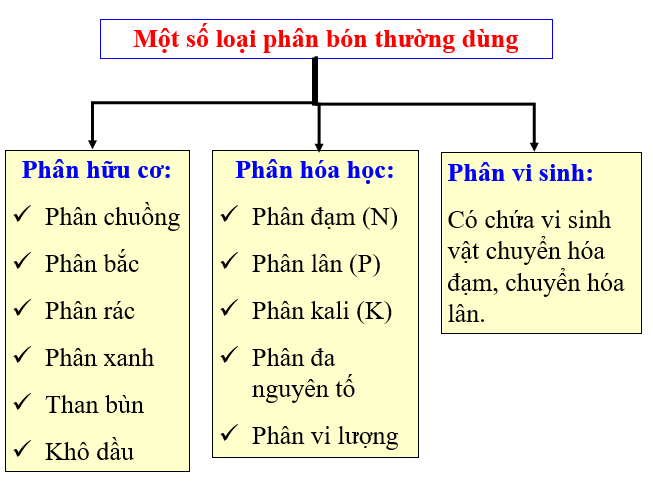 Một số loại phân bón thường dùng
Phân hữu cơ:
✓ Phân chuồng
✓ Phân bắc
✓ Phân rác
✓ Phân xanh
✓ Than bùn
✓ Khô dầu
Phân hóa học:
✓ Phân đạm (N)
✓ Phân lân (P)
✓ Phân kali (K)
✓ Phân đa
nguyên tố
✓ Phân vi lượng
Phân vi sinh:
Có chứa vi sinh
vật chuyển hóa
đạm, chuyển hóa
lân.